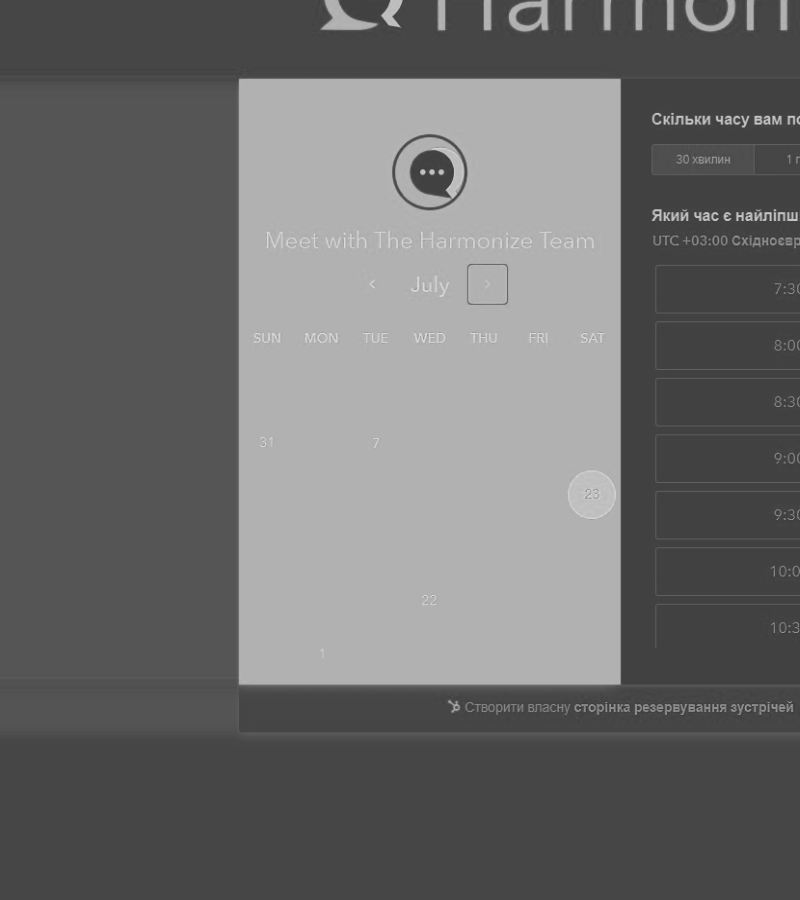 Harmoni
Meet with The Harmonize Team
July
SUN MON TUE WED THU FRI SAT
31 7
23
22
1
Скільки часу вам по
30 хвилин 1 г
Який час є найліпш
UTC +03:00 Східноєвр
7:30
8:00
8:30
9:00
9:30
10:0
10:3
Створити власну сторінка резервування зустрічей